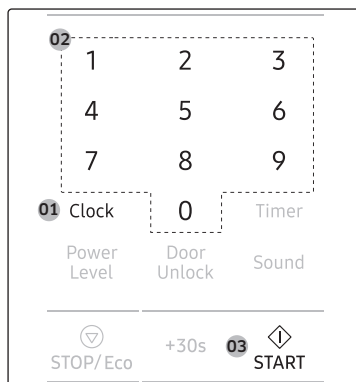 02
1 2 3
4 5 6
7 8 9
01 Clock 0 Timer
Power Level Door Unlock Sound
+30s 03
STOP/Eco START